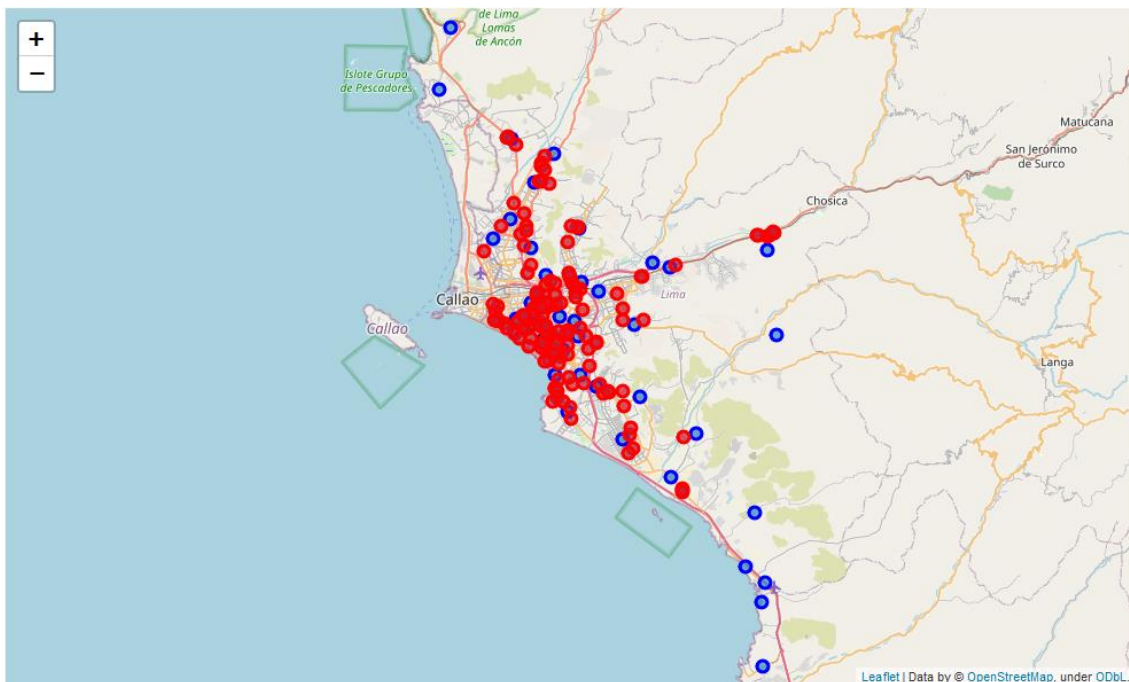 +
−
de Lima
Lomas
de Ancón
Islote Grupo
de Pescadores
Matucana
San Jerónimo
de Surco
Chosica
Callao
Callao
Lima
Langa
Leaflet | Data by © OpenStreetMap, under ODbL.